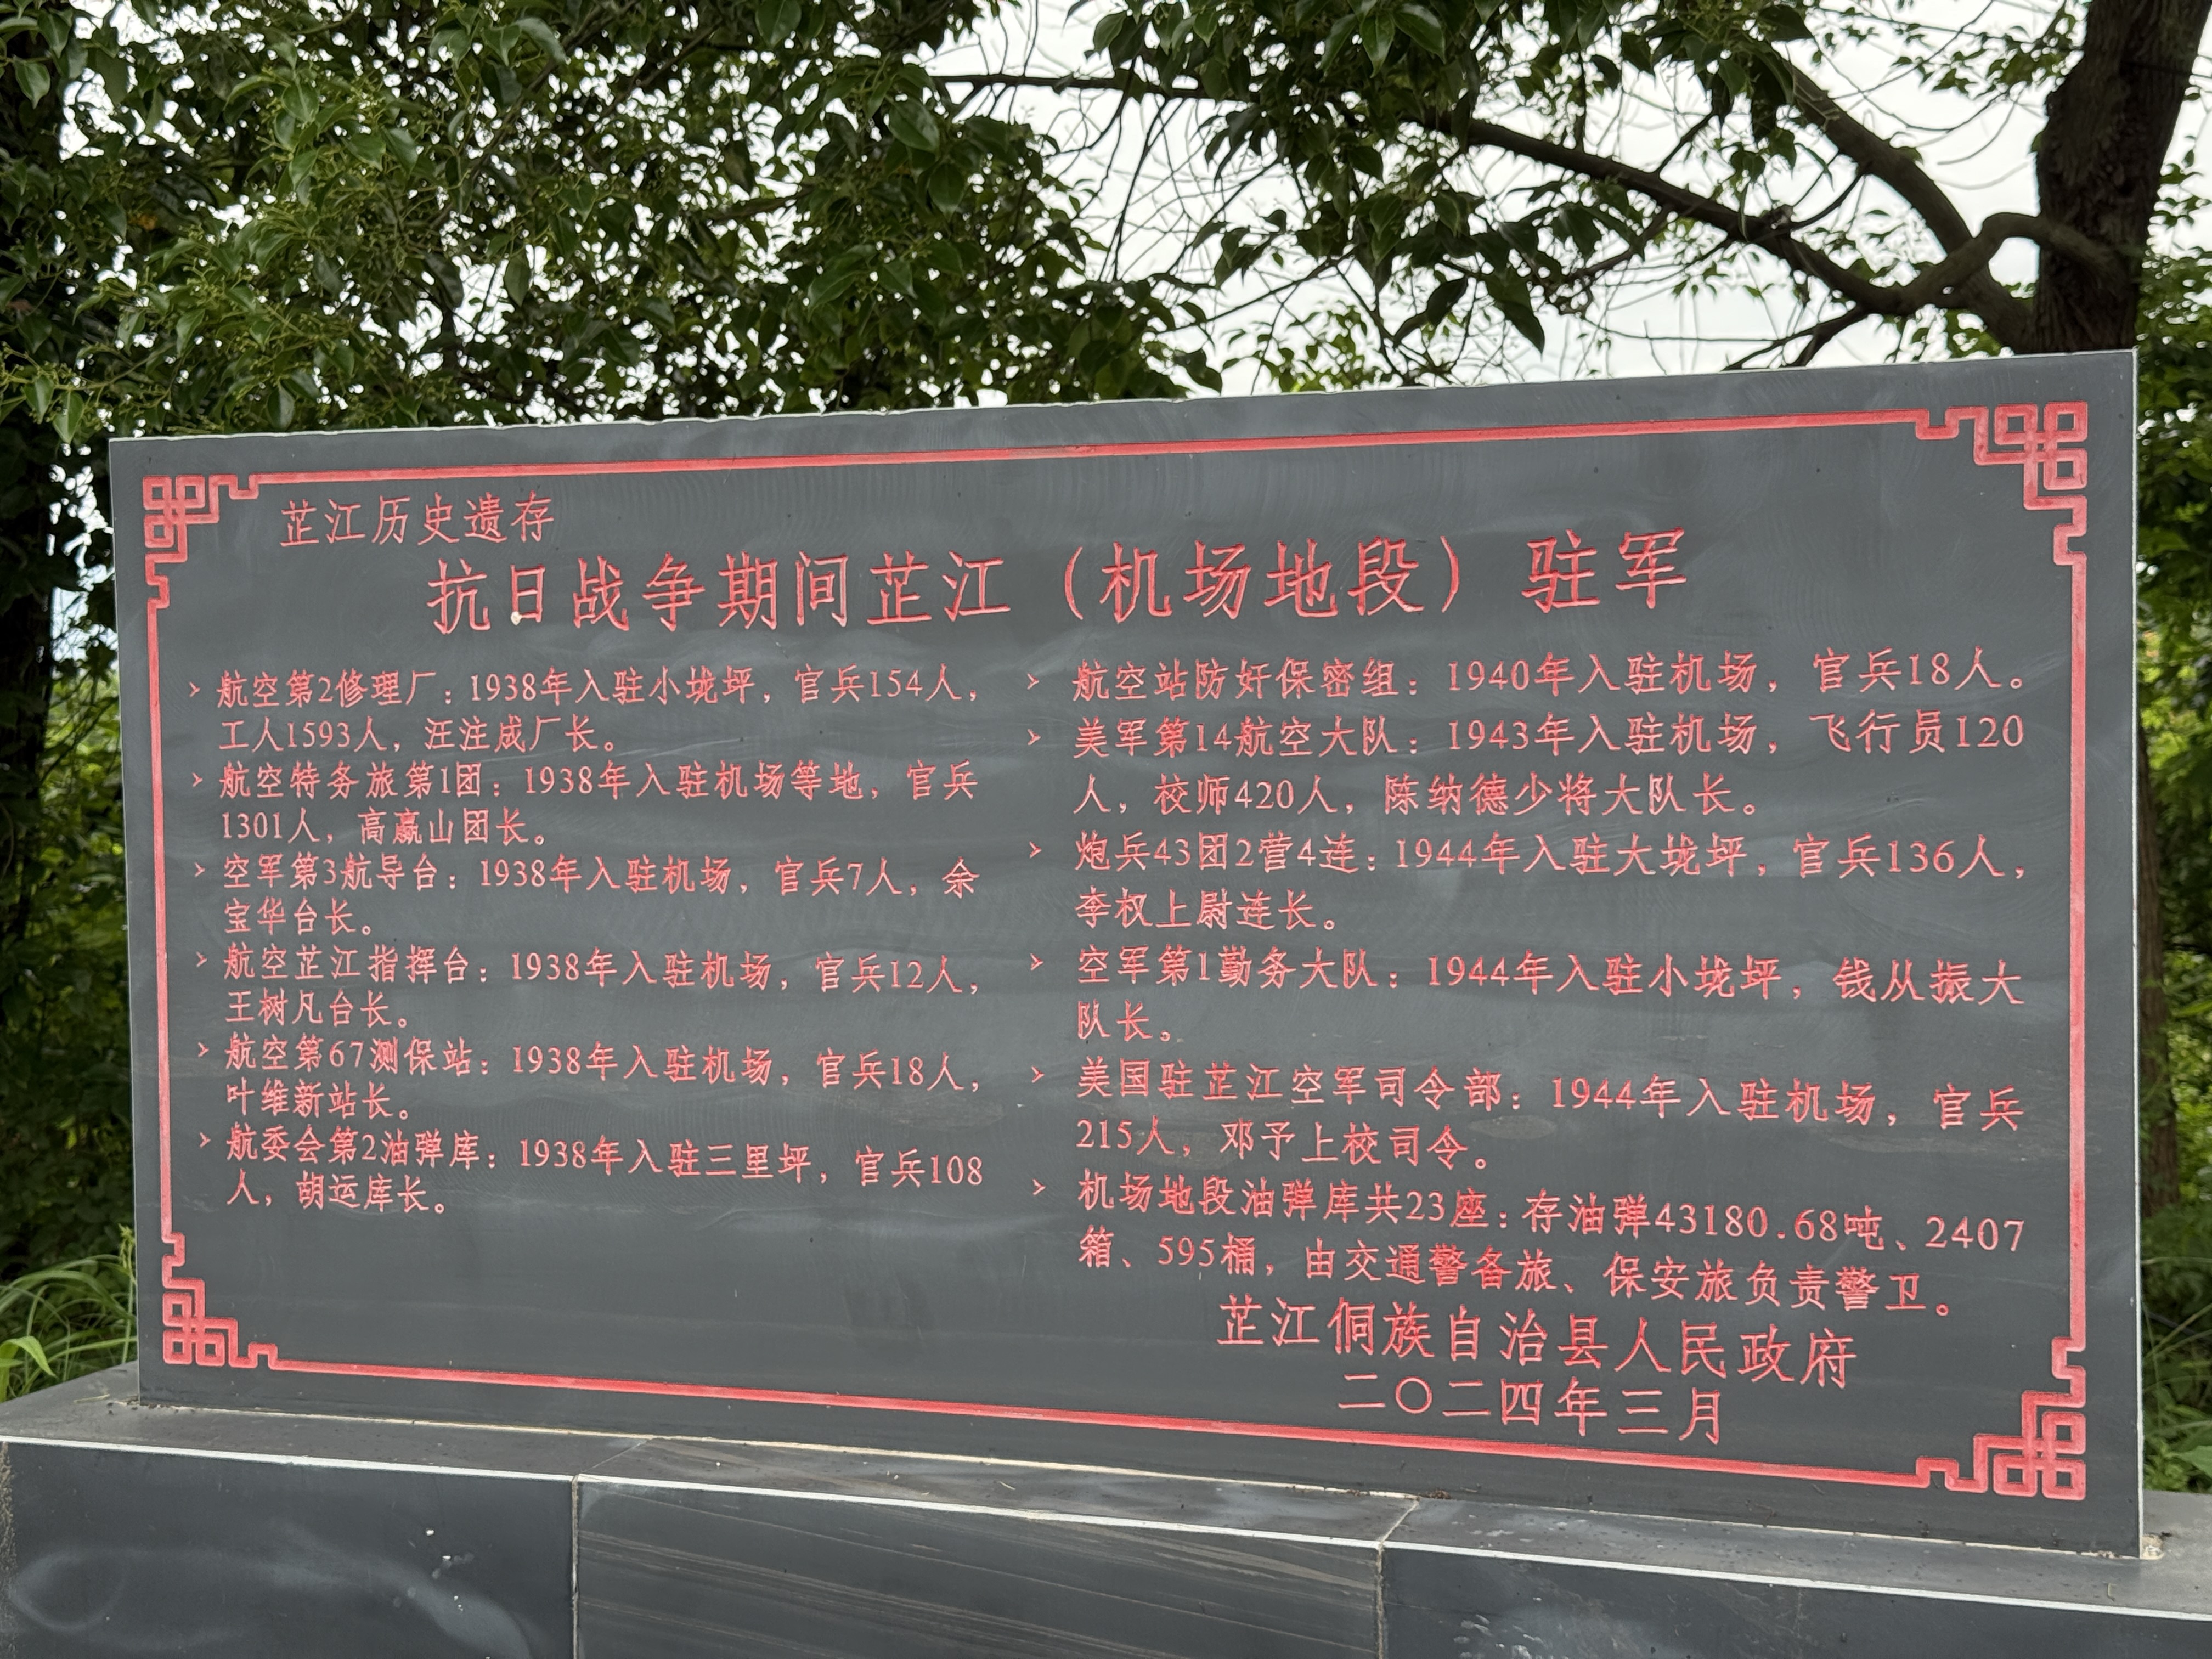 芷江历史遗存
抗日战争期间芷江（机场地段）驻军
航空第2修理厂：1938年入驻小垅坪，官兵154人，
工人1593人，汪注成厂长。
航空特务旅第1团：1938年入驻机场等地，官兵
1301人，高赢山团长。
空军第3航导台：1938年入驻机场，官兵7人，余
宝华台长。
航空芷江指挥台：1938年入驻机场，官兵12人，
王树凡台长。
航空第67测保站：1938年入驻机场，官兵18人，
叶维新站长。
航委会第2油弹库：1938年入驻三里坪，官兵108
人，胡运库长。
航空站防奸保密组：1940年入驻机场，官兵18人。
美军第14航空大队：1943年入驻机场，飞行员120
人，校师420人，陈纳德少将大队长。
炮兵43团2营4连：1944年入驻大垅坪，官兵136人，
李权上尉连长。
空军第1勤务大队：1944年入驻小垅坪，钱从振大
队长。
美国驻芷江空军司令部：1944年入驻机场，官兵
215人，邓予上校司令。
机场地段油弹库共23座：存油弹43180.68吨、2407
箱、595桶，由交通警备旅、保安旅负责警卫。
芷江侗族自治县人民政府
二〇二四年三月